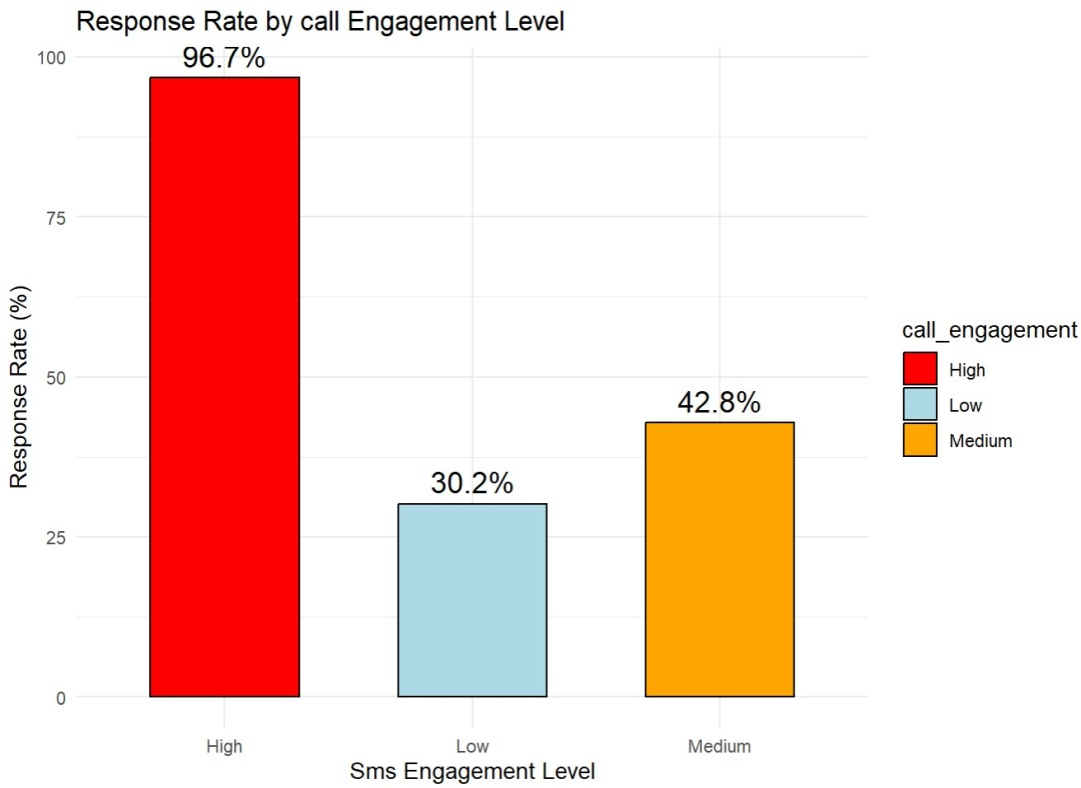 Response Rate by call Engagement Level
100
96.7%
75
50
42.8%
30.2%
25
0
Response Rate (%)
High
Low
Medium
Sms Engagement Level
call_engagement
High
Low
Medium